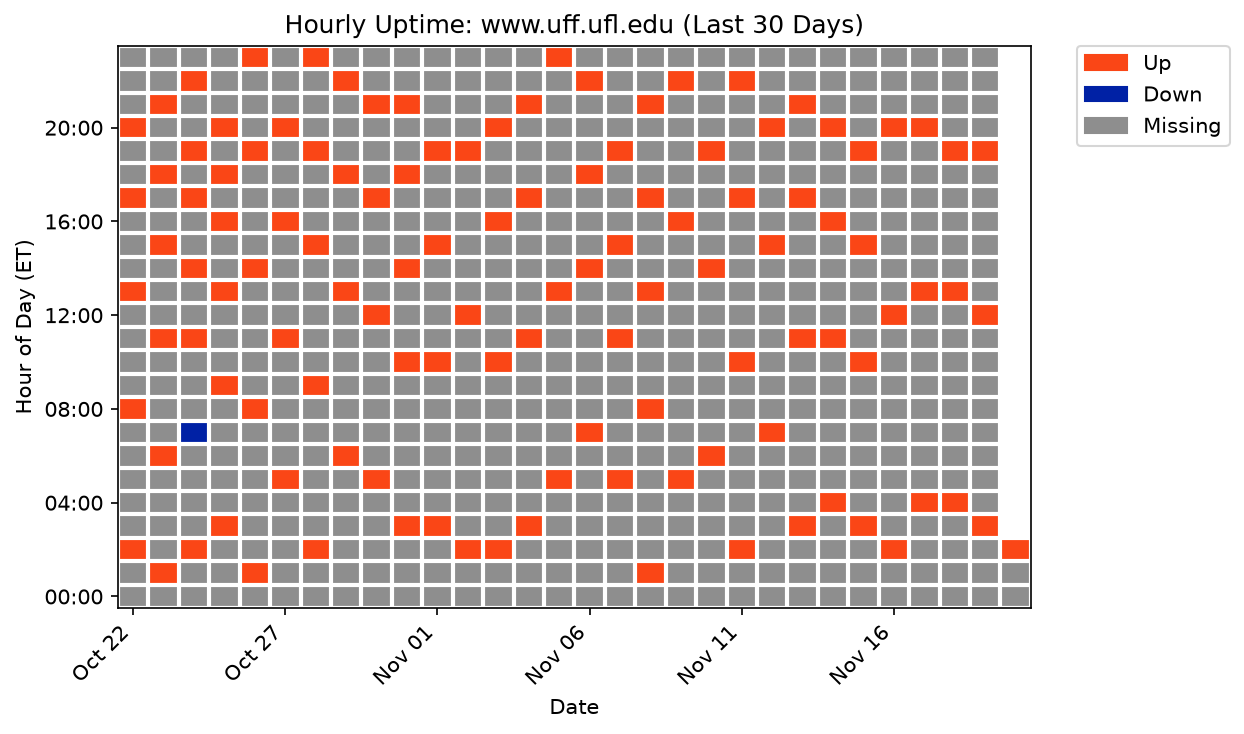 Hourly Uptime: www.uff.ufl.edu (Last 30 Days)
Up
Down
Missing
20:00
16:00
12:00
08:00
04:00
00:00
Hour of Day (ET)
Oct 22
Oct 27
Nov 01
Nov 06
Nov 11
Nov 16
Date